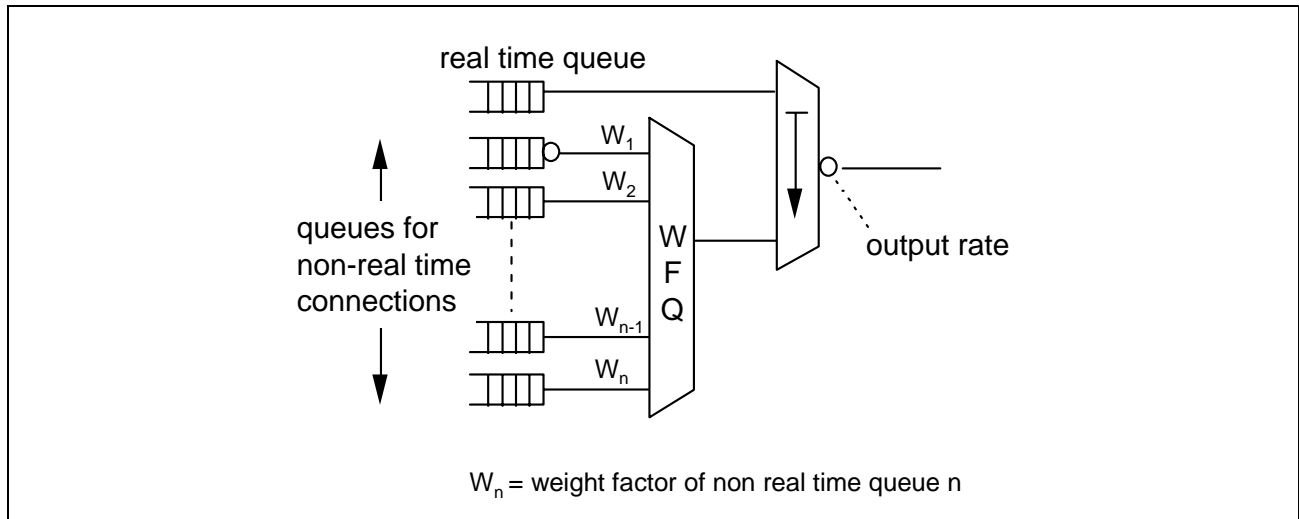 real time queue
W1
W2
queues for
non-real time
connections
W
F
Q
output rate
Wn-1
Wn
Wn = weight factor of non real time queue n